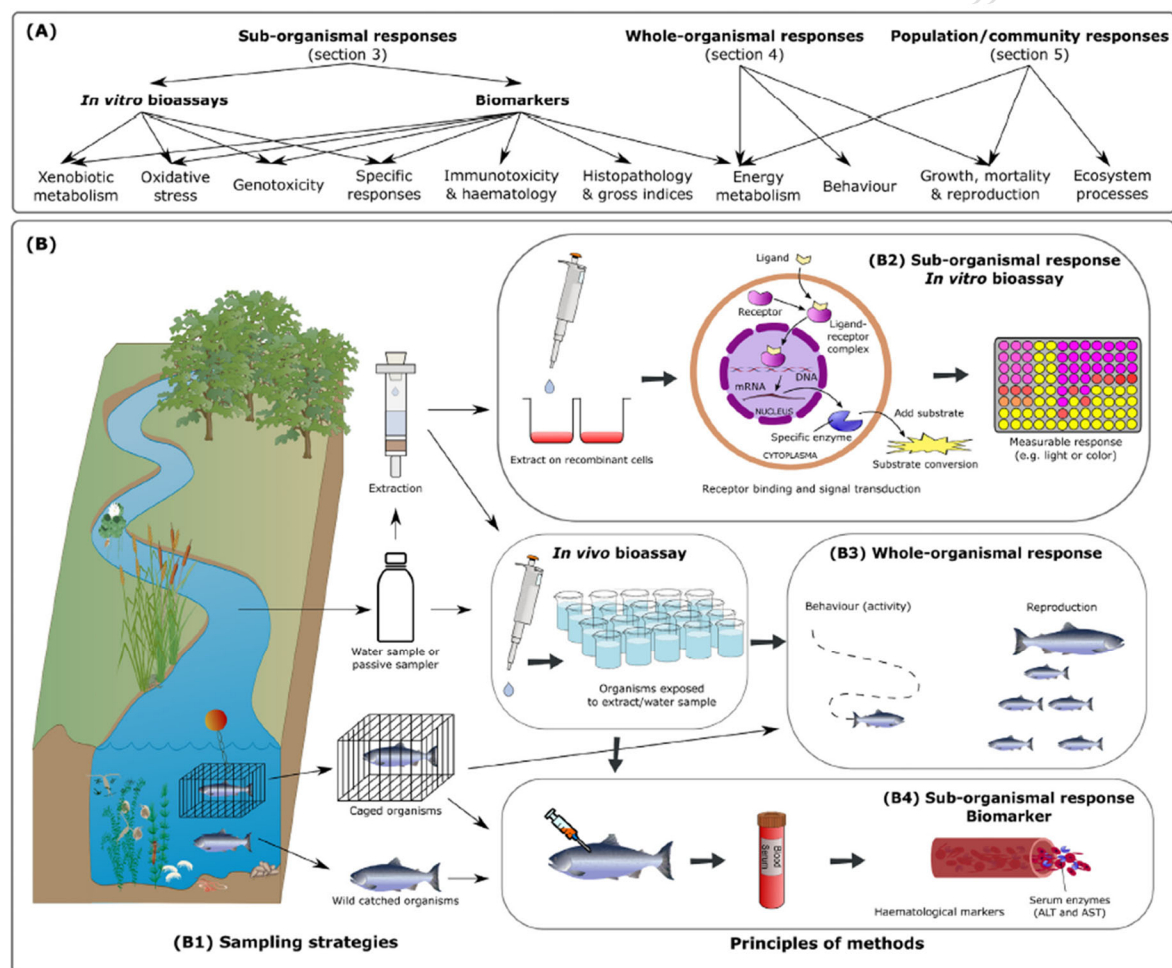 (A)
Sub-organismal responses
(section 3)
Whole-organismal responses
(section 4)
Population/community responses
(section 5)
In vitro bioassays
Biomarkers
Xenobiotic
metabolism
Oxidative
stress
Genotoxicity
Specific
responses
Immunotoxicity
& haematology
Histopathology
& gross indices
Energy
metabolism
Behaviour
Growth, mortality
& reproduction
Ecosystem
processes
(B)
(B2) Sub-organismal response
In vitro bioassay
Ligand
Receptor
Ligand-
receptor
complex
DNA
mRNA
NUCLEUS
Specific enzyme
CYTOPLASMA
Add substrate
Substrate conversion
Extract on recombinant cells
Receptor binding and signal transduction
Measurable response
(e.g. light or color)
Extraction
Water sample or
passive sampler
In vivo bioassay
Organisms exposed
to extract/water sample
(B3) Whole-organismal response
Behaviour (activity)
Reproduction
Caged organisms
Wild catched organisms
(B4) Sub-organismal response
Biomarker
Blood
Serum
Haematological markers
Serum enzymes
(ALT and AST)
(B1) Sampling strategies
Principles of methods